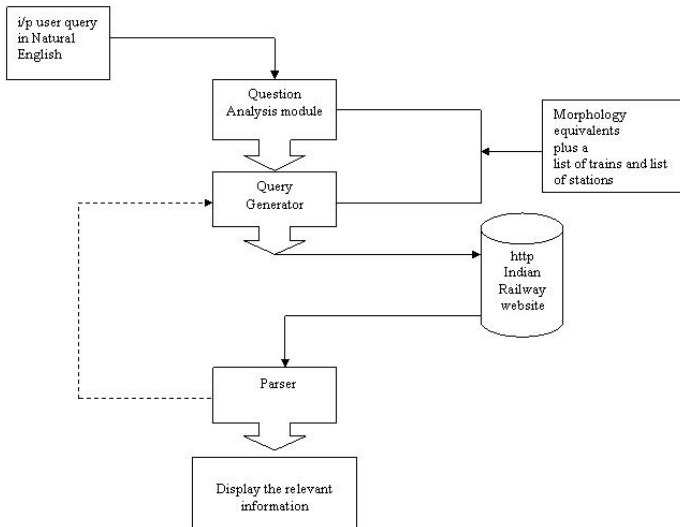 i/p user query
in Natural
English
Question
Analysis module
Morphology
equivalents
plus a
list of trains and list
of stations
Query
Generator
http
Indian
Railway
website
Parser
Display the relevant
information